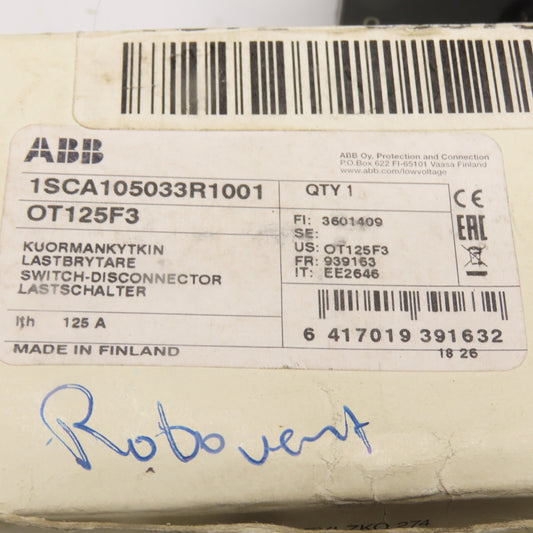 ABB
ABB Oy, Protection and Connection
P.O.Box 622 FI-65101 Vaasa Finland
www.abb.com/lowvoltage
1SCA105033R1001
OT125F3
QTY 1
KUORMANKYTKIN
LASTBRYTARE
SWITCH-DISCONNECTOR
LASTSCHALTER
FI: 3601409
SE:
US: OT125F3
FR: 939163
IT: EE2646
CE
EAC
Ith 125 A
6 417019 391632
18 26
MADE IN FINLAND
Robovent